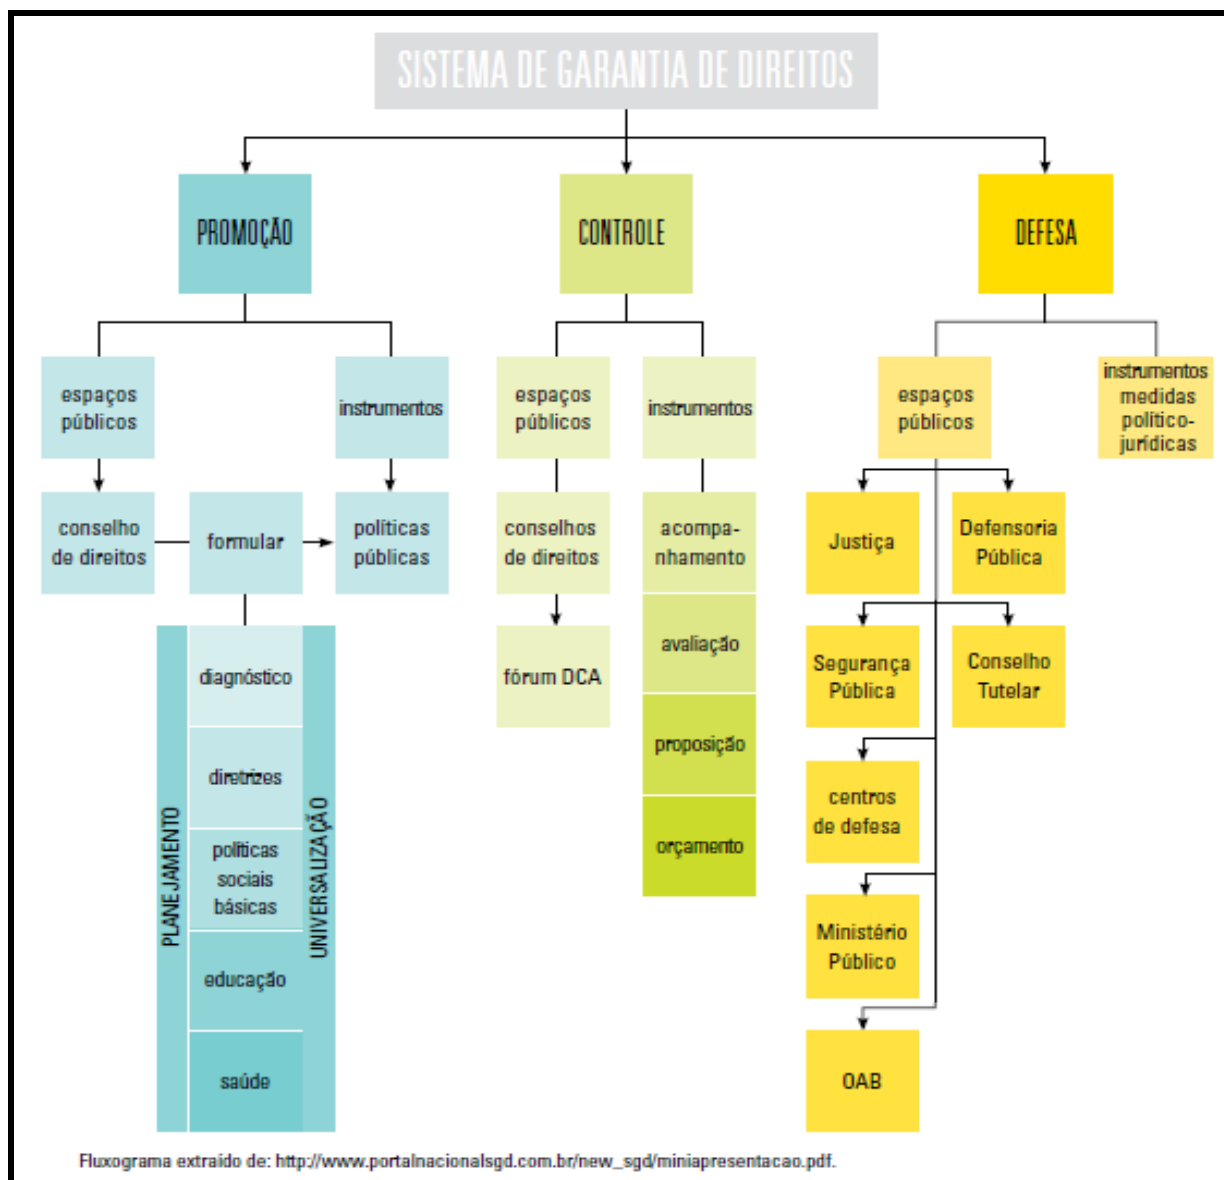 SISTEMA DE GARANTIA DE DIREITOS
PROMOÇÃO
CONTROLE
DEFESA
espaços
públicos
instrumentos
espaços
públicos
instrumentos
espaços
públicos
instrumentos
medidas
político-
jurídicas
conselho
de direitos
formular
políticas
públicas
conselhos
de direitos
acompa-
nhamento
Justiça
Defensoria
Pública
PLANEJAMENTO
diagnóstico
diretrizes
políticas
sociais
básicas
educação
saúde
UNIVERSALIZAÇÃO
fórum DCA
avaliação
proposição
orçamento
Segurança
Pública
Conselho
Tutelar
centros
de defesa
Ministério
Público
OAB
Fluxograma extraído de: http://www.portalnacionalsgd.com.br/new_sgd/miniapresentacao.pdf.